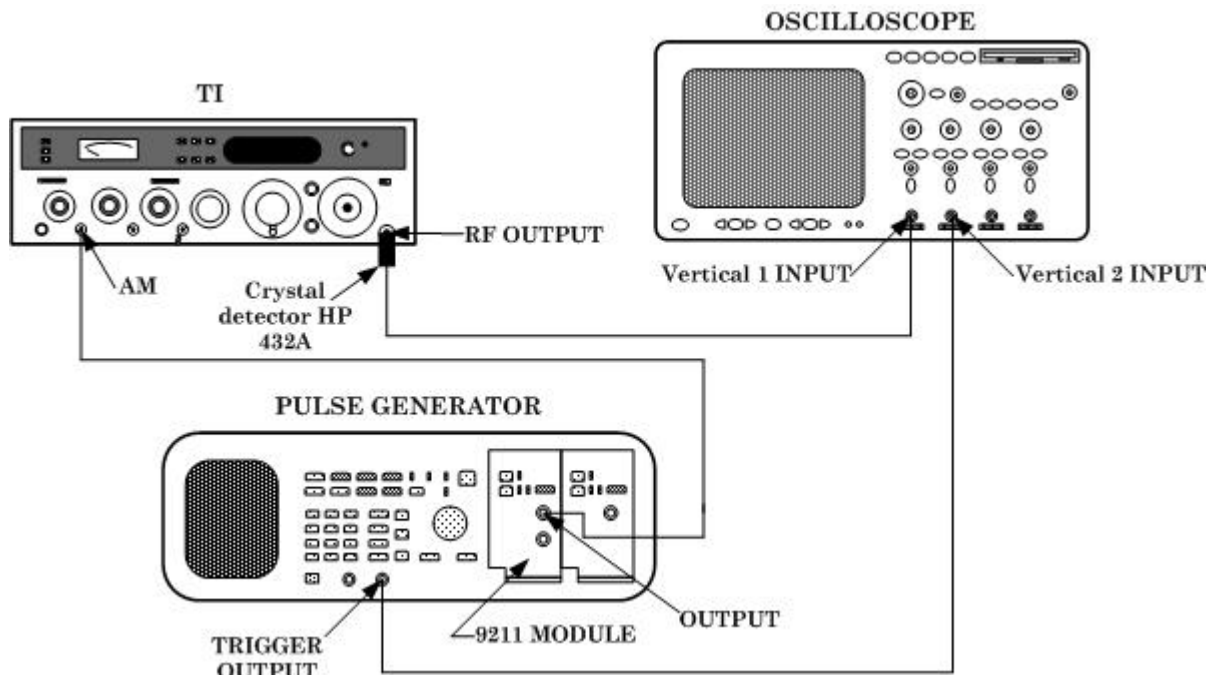 OSCILLOSCOPE
TI
RF OUTPUT
AM
Crystal
detector HP
432A
Vertical 1 INPUT
Vertical 2 INPUT
PULSE GENERATOR
OUTPUT
9211 MODULE
TRIGGER
OUTPUT